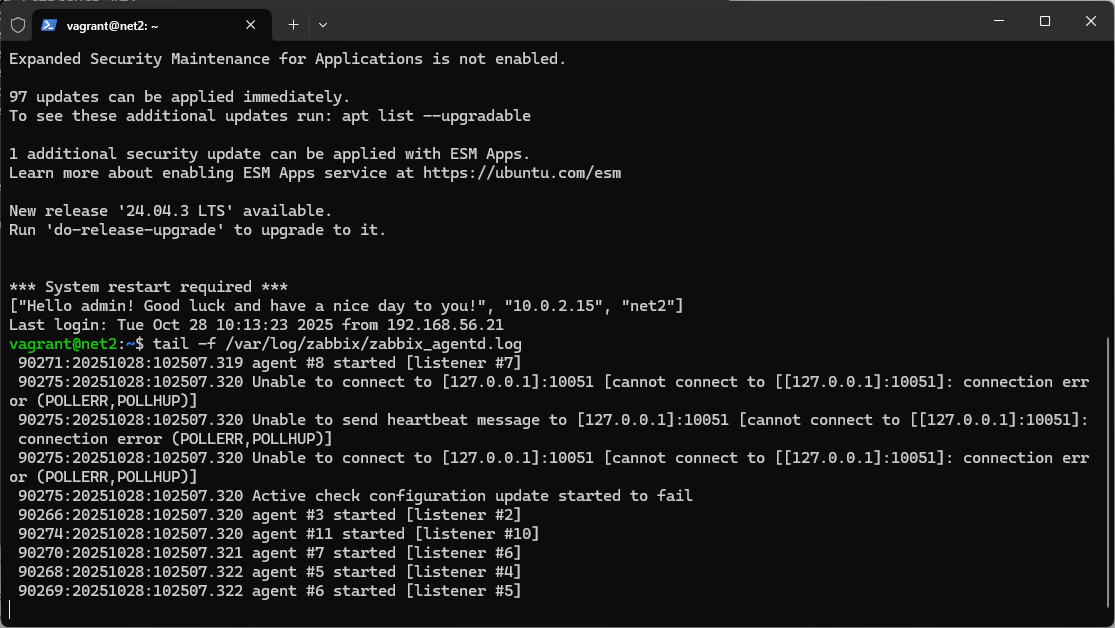 vagrant@net2: ~
Expanded Security Maintenance for Applications is not enabled.
97 updates can be applied immediately.
To see these additional updates run: apt list --upgradable
1 additional security update can be applied with ESM Apps.
Learn more about enabling ESM Apps service at https://ubuntu.com/esm
New release '24.04.3 LTS' available.
Run 'do-release-upgrade' to upgrade to it.
*** System restart required ***
["Hello admin! Good luck and have a nice day to you!", "10.0.2.15", "net2"]
Last login: Tue Oct 28 10:13:23 2025 from 192.168.56.21
vagrant@net2:~$ tail -f /var/log/zabbix/zabbix_agentd.log
90271:20251028:102507.319 agent #8 started [listener #7]
90275:20251028:102507.320 Unable to connect to [127.0.0.1]:10051 [cannot connect to [[127.0.0.1]:10051]: connection err
or (POLLERR,POLLHUP)]
90275:20251028:102507.320 Unable to send heartbeat message to [127.0.0.1]:10051 [cannot connect to [[127.0.0.1]:10051]:
connection error (POLLERR,POLLHUP)]
90275:20251028:102507.320 Unable to connect to [127.0.0.1]:10051 [cannot connect to [[127.0.0.1]:10051]: connection err
or (POLLERR,POLLHUP)]
90275:20251028:102507.320 Active check configuration update started to fail
90266:20251028:102507.320 agent #3 started [listener #2]
90274:20251028:102507.320 agent #11 started [listener #10]
90270:20251028:102507.321 agent #7 started [listener #6]
90268:20251028:102507.322 agent #5 started [listener #4]
90269:20251028:102507.322 agent #6 started [listener #5]